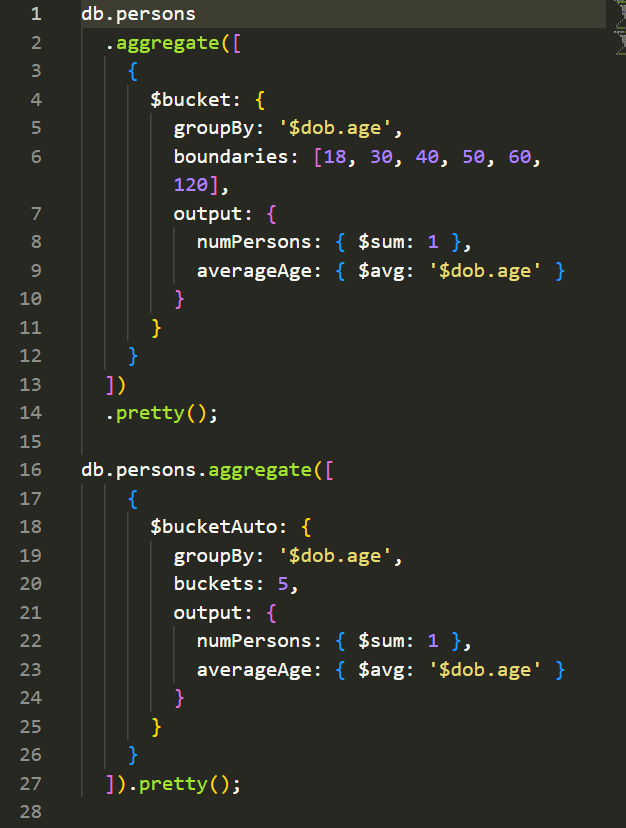 1 db.persons
2 .aggregate([
3 {
4 $bucket: {
5 groupBy: '$dob.age',
6 boundaries: [18, 30, 40, 50, 60,
120],
7 output: {
8 numPersons: { $sum: 1 },
9 averageAge: { $avg: '$dob.age' }
10 }
11 }
12 }
13 ])
14 .pretty();
15
16 db.persons.aggregate([
17 {
18 $bucketAuto: {
19 groupBy: '$dob.age',
20 buckets: 5,
21 output: {
22 numPersons: { $sum: 1 },
23 averageAge: { $avg: '$dob.age' }
24 }
25 }
26 }
27 ]).pretty();
28